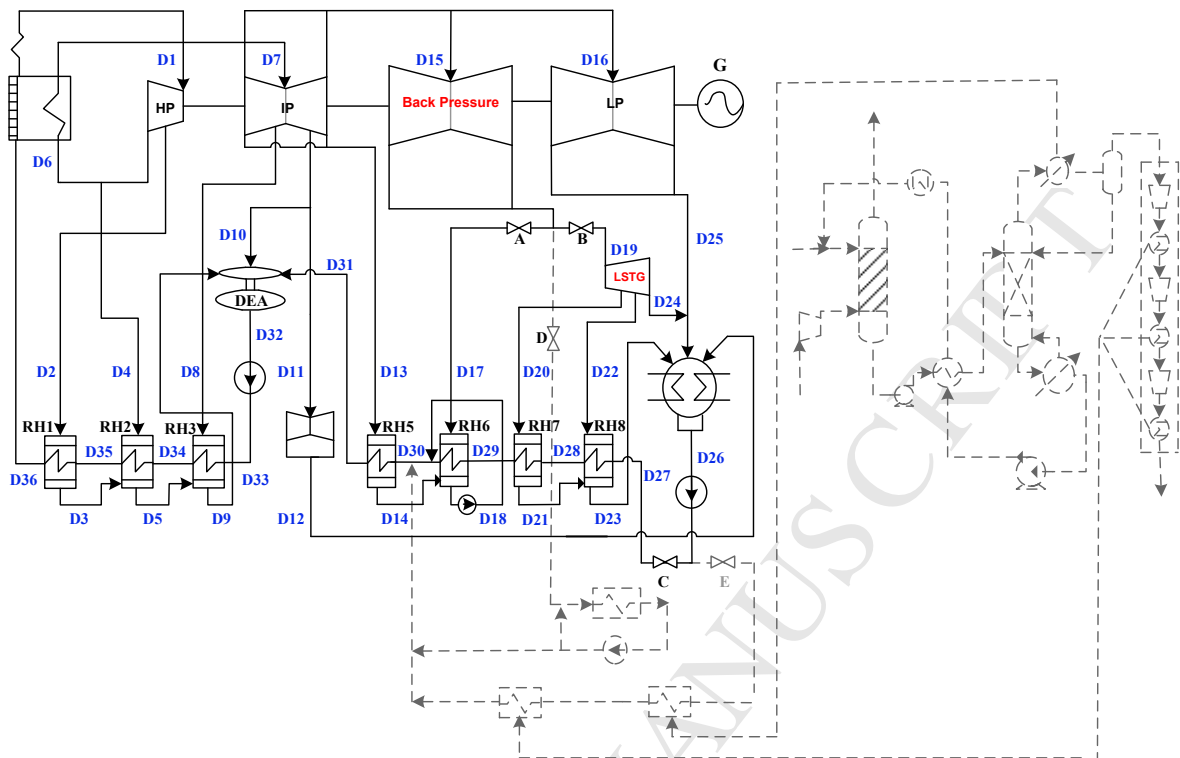 D1
D7
D15
D16
G
HP
IP
Back Pressure
LP
D6
D10
D31
D19
D25
A
B
LSTG
DEA
D24
D32
D
D2
D4
D8
D11
D13
D17
D20
D22
RH1
RH2
RH3
RH5
RH6
RH7
RH8
D35
D34
D30
D29
D28
D26
D36
D33
D27
D3
D5
D9
D12
D14
D18
D21
D23
C
E
MANUSCRIPT